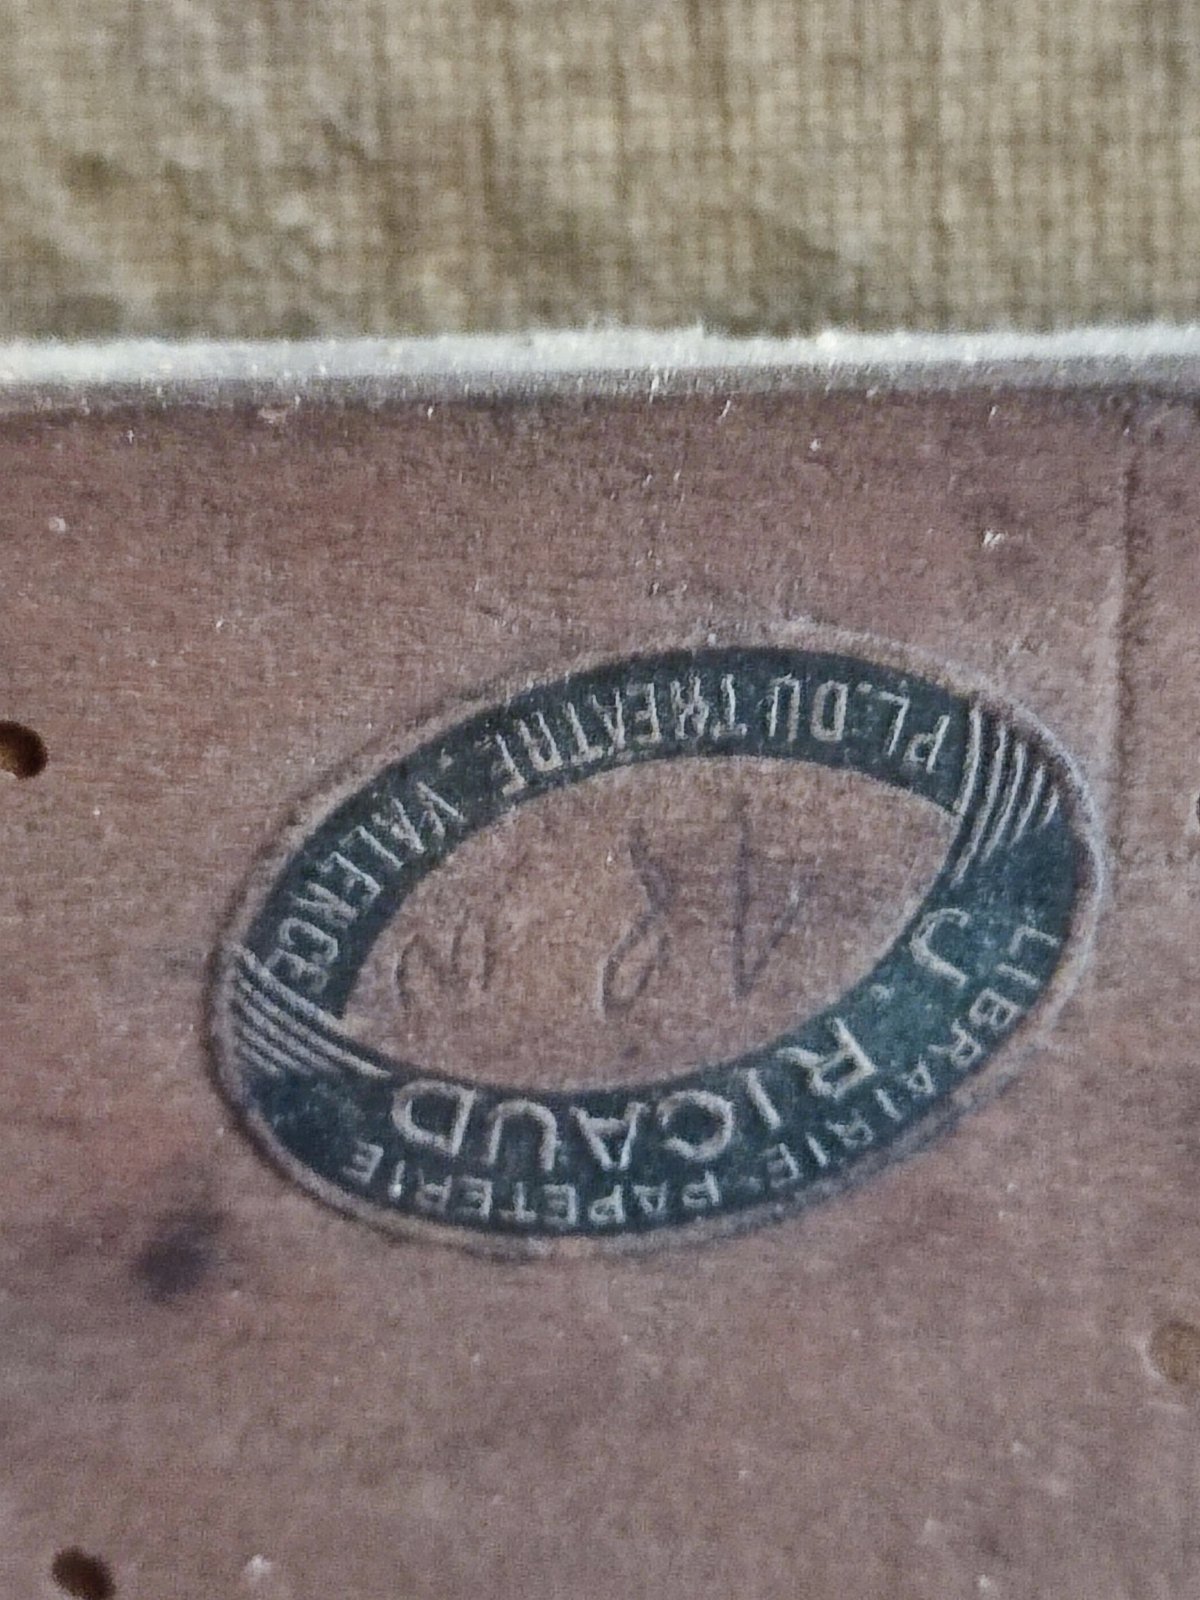 LIBRAIRIE-PAPETERIE
J. RICAUD
PL. DU THEATRE . VALENCE